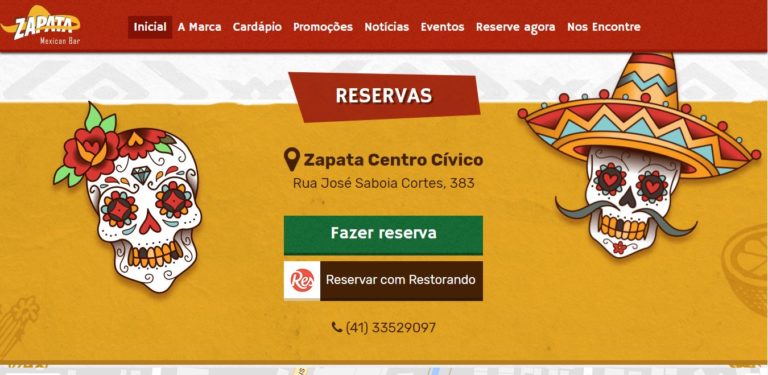 ZAPATA
Mexican Bar
Inicial A Marca Cardápio Promoções Notícias Eventos Reserve agora Nos Encontre
RESERVAS
Zapata Centro Cívico
Rua José Saboia Cortes, 383
Fazer reserva
Res Reservar com Restorando
(41) 33529097